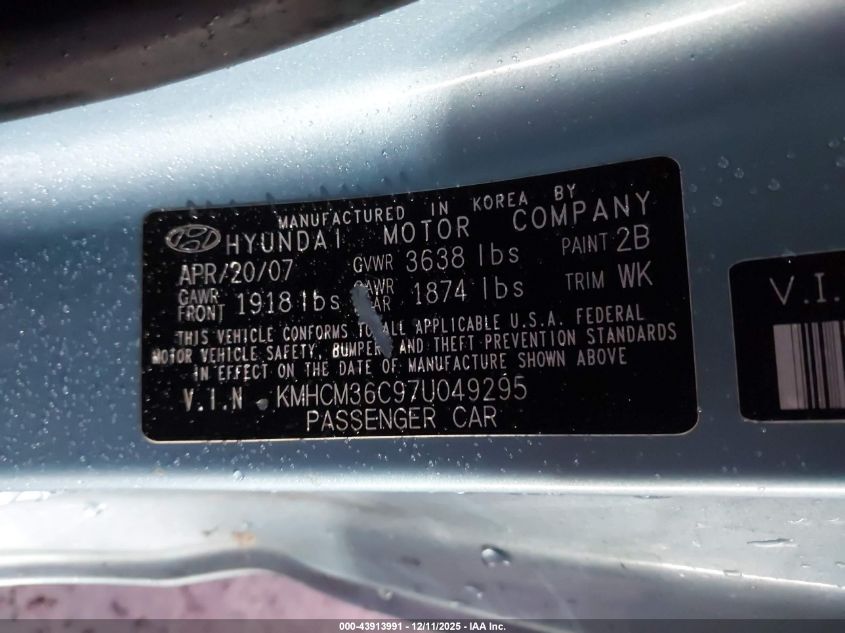 MANUFACTURED IN KOREA BY
HYUNDAI MOTOR COMPANY
APR/20/07 GVWR 3638 lbs PAINT 2B
GAWR FRONT 1918 lbs GAWR REAR 1874 lbs TRIM WK
THIS VEHICLE CONFORMS TO ALL APPLICABLE U.S.A. FEDERAL
MOTOR VEHICLE SAFETY, BUMPER, AND THEFT PREVENTION STANDARDS
IN EFFECT ON THE DATE OF MANUFACTURE SHOWN ABOVE
V.I.N KMHCM36C97U049295
PASSENGER CAR
V.I.
000-43913991 - 12/11/2025 - IAA Inc.